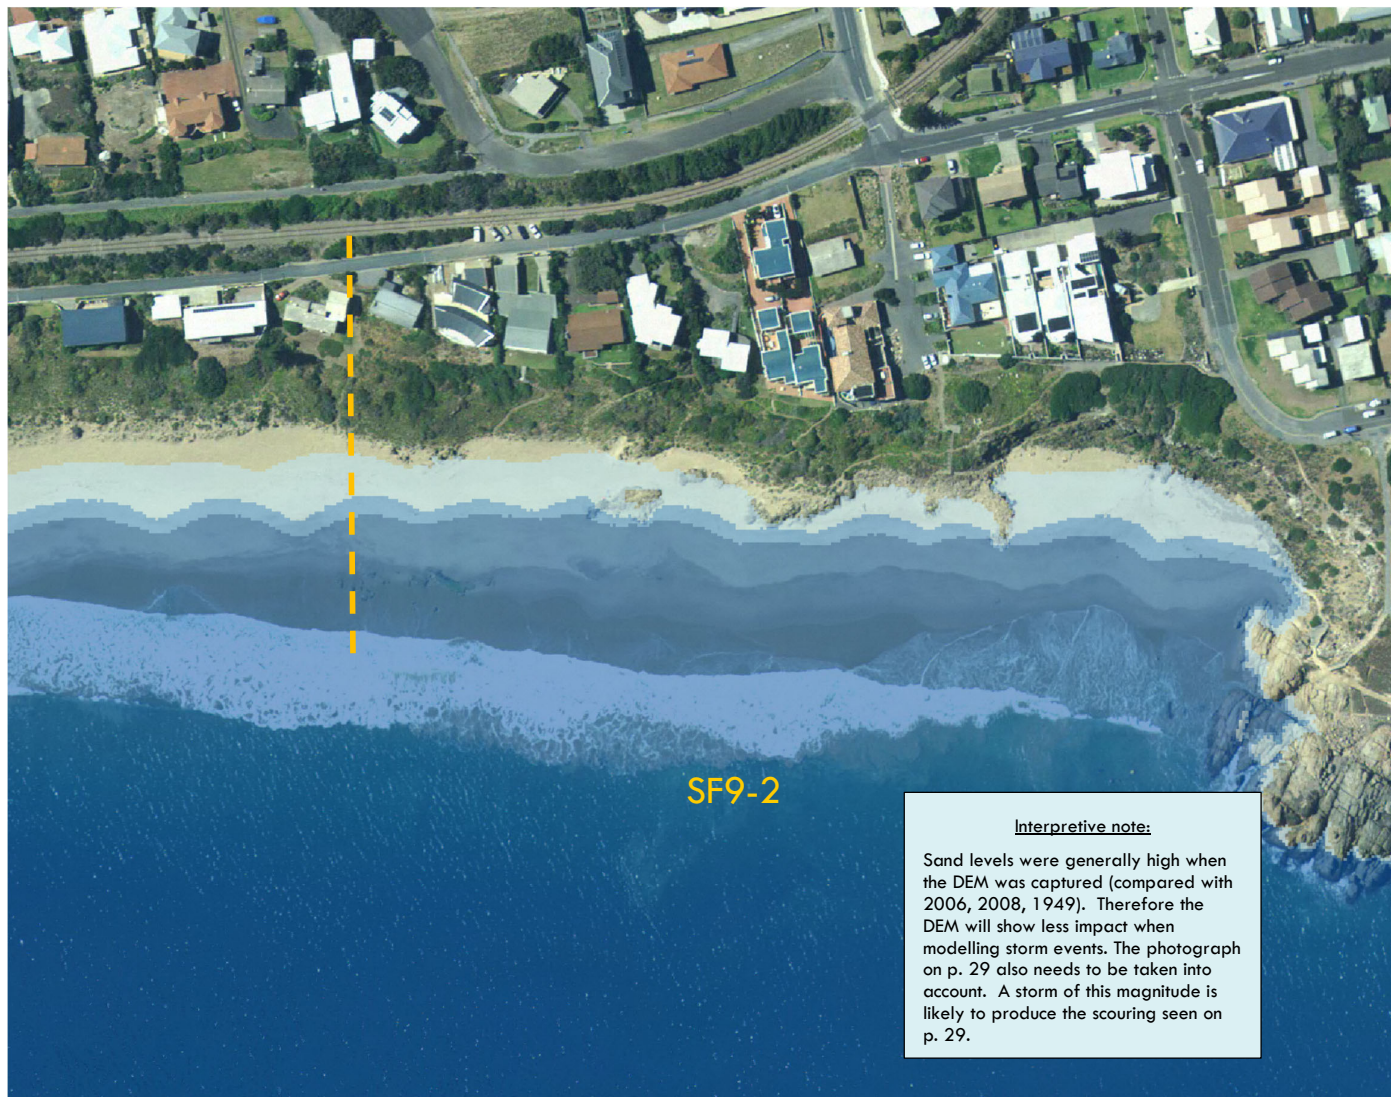 SF9-2
Interpretive note:
Sand levels were generally high when
the DEM was captured (compared with
2006, 2008, 1949).  Therefore the
DEM will show less impact when
modelling storm events. The photograph
on p. 29 also needs to be taken into
account.  A storm of this magnitude is
likely to produce the scouring seen on
p. 29.